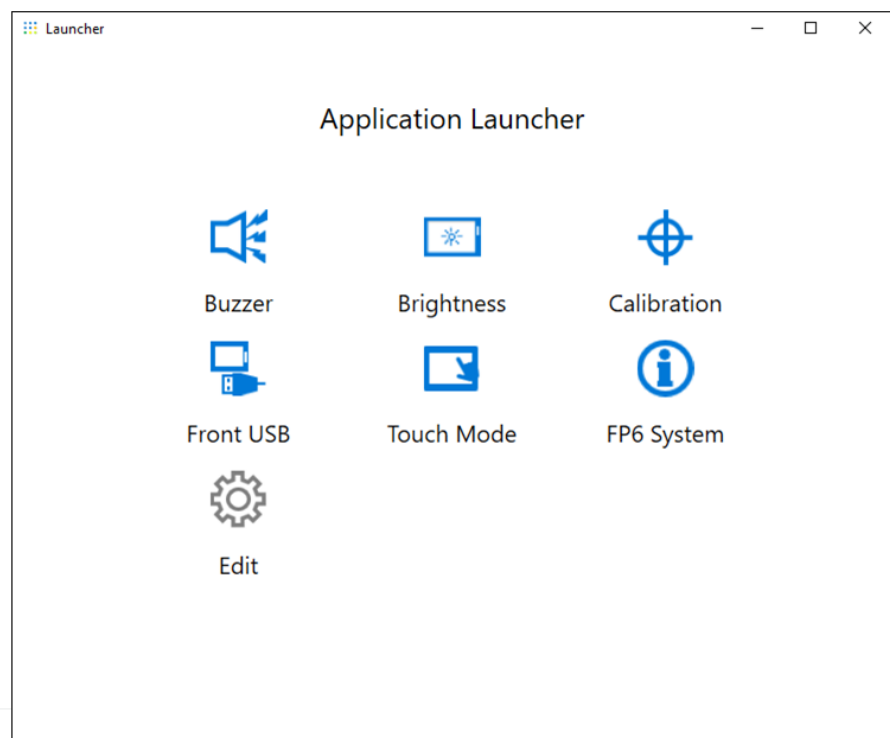 Launcher
Application Launcher
Buzzer
Brightness
Calibration
Front USB
Touch Mode
FP6 System
Edit